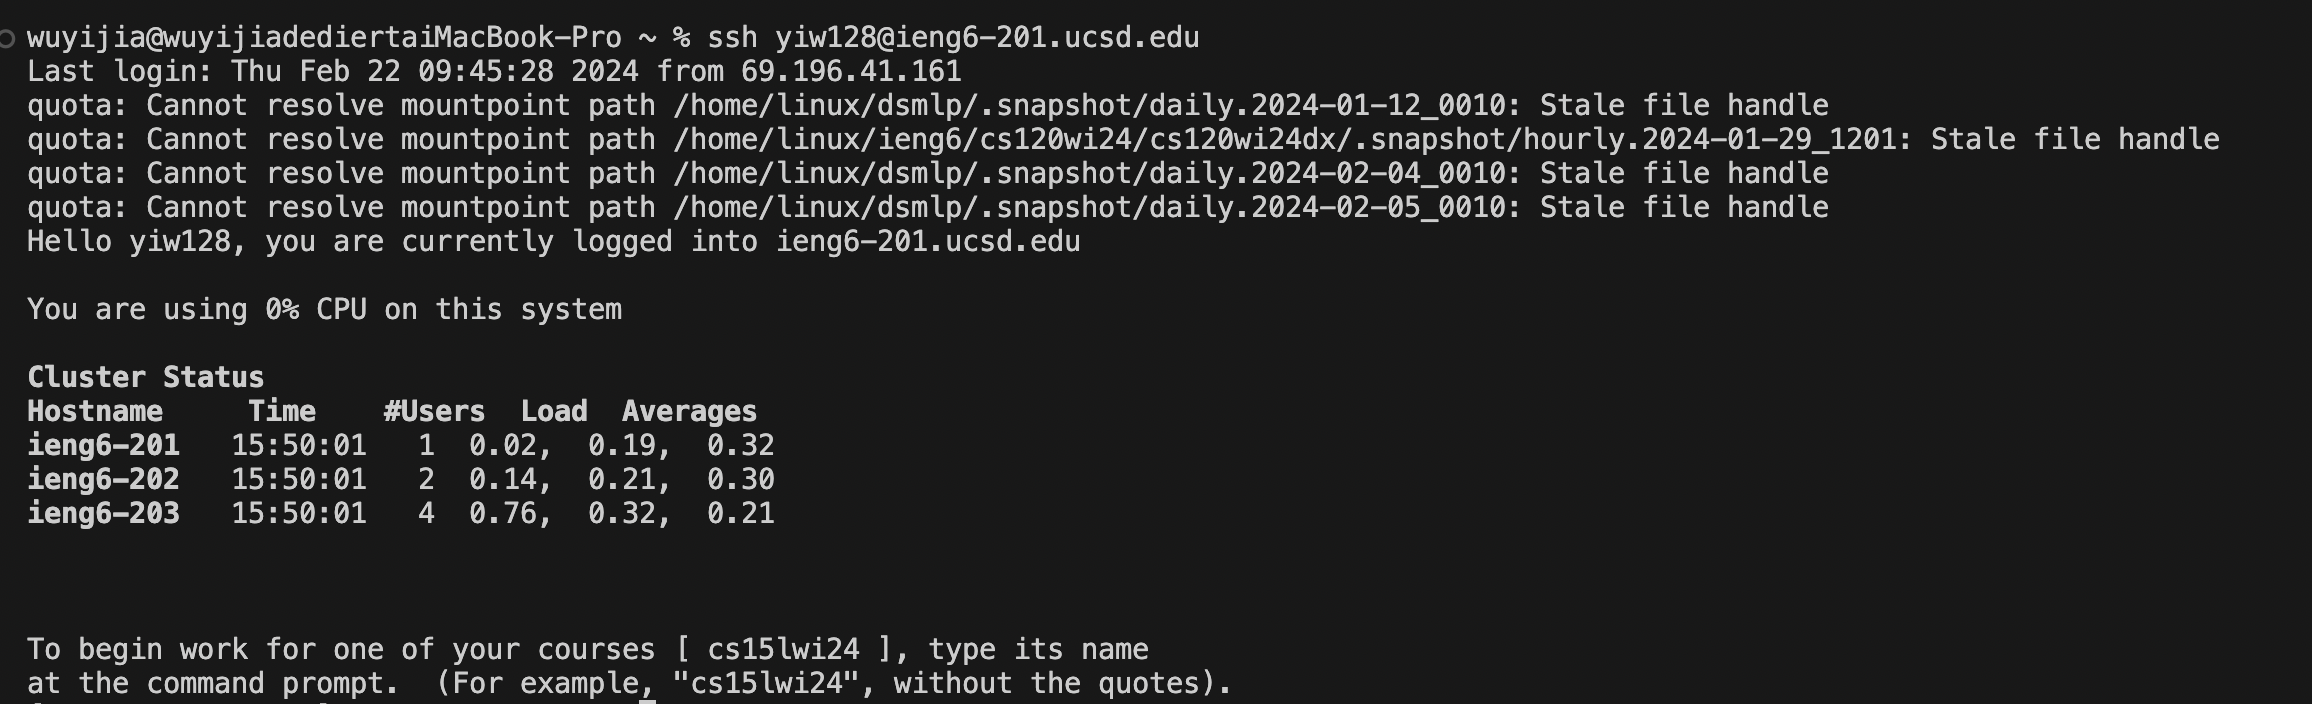 wuyijia@wuyijiadediertaiMacBook-Pro ~ % ssh yiw128@ieng6-201.ucsd.edu
Last login: Thu Feb 22 09:45:28 2024 from 69.196.41.161
quota: Cannot resolve mountpoint path /home/linux/dsmlp/.snapshot/daily.2024-01-12_0010: Stale file handle
quota: Cannot resolve mountpoint path /home/linux/ieng6/cs120wi24/cs120wi24dx/.snapshot/hourly.2024-01-29_1201: Stale file handle
quota: Cannot resolve mountpoint path /home/linux/dsmlp/.snapshot/daily.2024-02-04_0010: Stale file handle
quota: Cannot resolve mountpoint path /home/linux/dsmlp/.snapshot/daily.2024-02-05_0010: Stale file handle
Hello yiw128, you are currently logged into ieng6-201.ucsd.edu
You are using 0% CPU on this system
Cluster Status
Hostname     Time    #Users  Load  Averages
ieng6-201   15:50:01   1  0.02,  0.19,  0.32
ieng6-202   15:50:01   2  0.14,  0.21,  0.30
ieng6-203   15:50:01   4  0.76,  0.32,  0.21
To begin work for one of your courses [ cs15lwi24 ], type its name
at the command prompt.  (For example, "cs15lwi24", without the quotes).